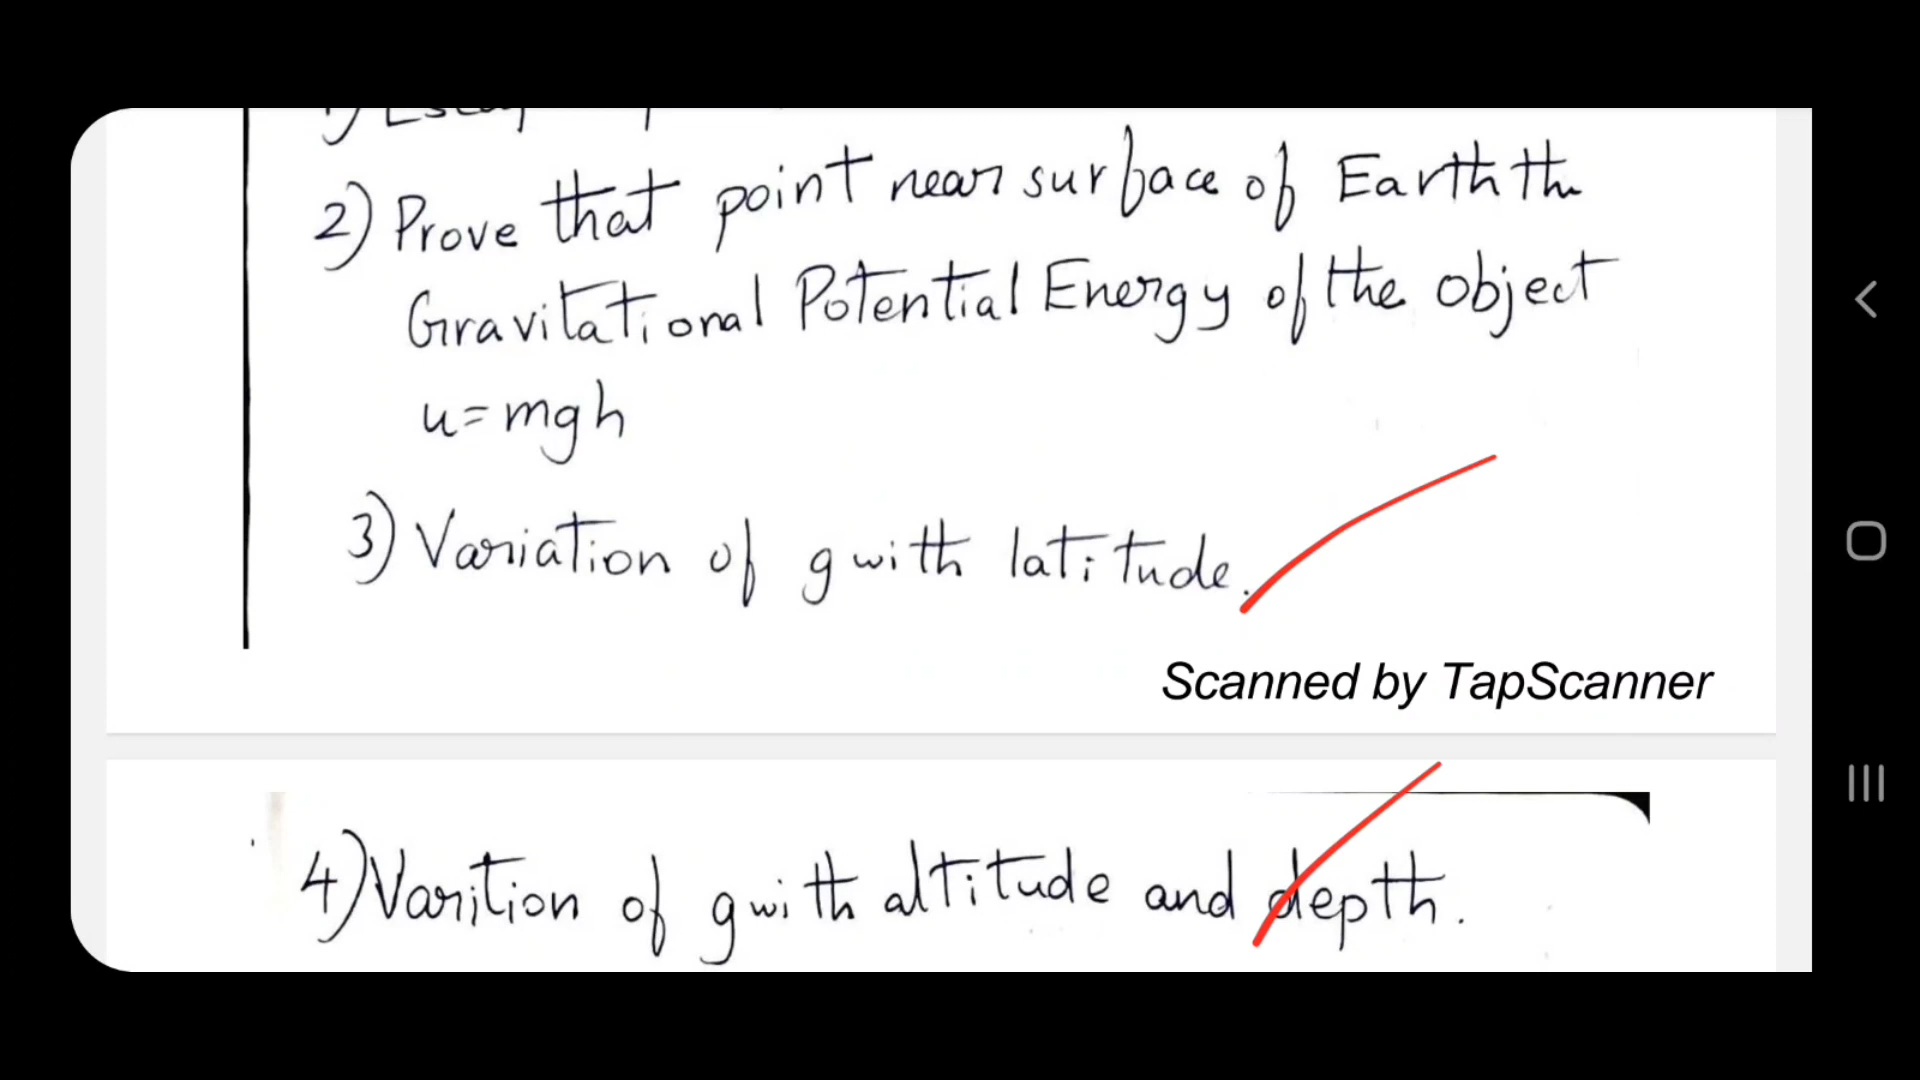 2) Prove that point near surface of Earth the
Gravitational Potential Energy of the object
u = mgh
3) Variation of g with latitude.
Scanned by TapScanner
4) Varition of g with altitude and depth.